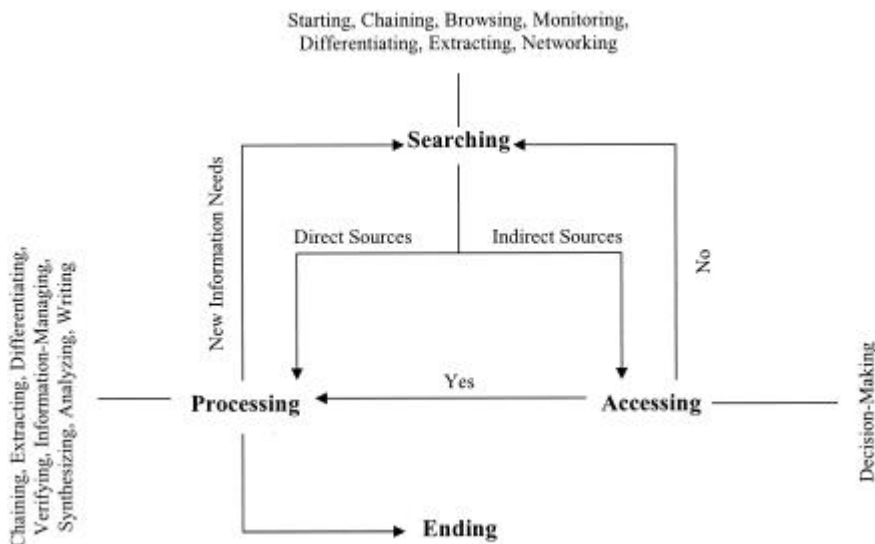 Starting, Chaining, Browsing, Monitoring,
Differentiating, Extracting, Networking
Searching
New Information Needs
Direct Sources
Indirect Sources
No
Chaining, Extracting, Differentiating,
Verifying, Information-Managing,
Synthesizing, Analyzing, Writing
Processing
Yes
Accessing
Decision-Making
Ending